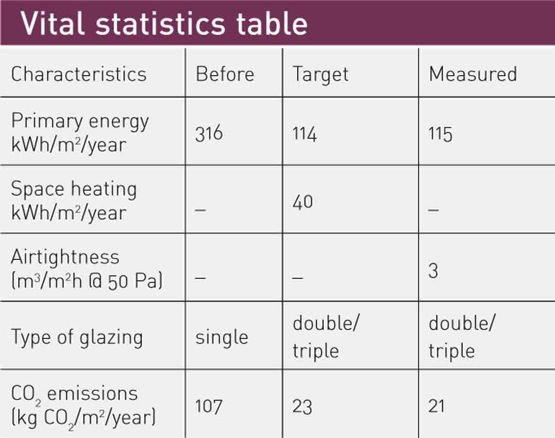 Vital statistics table
Characteristics Before Target Measured
Primary energy
kWh/m²/year 316 114 115
Space heating
kWh/m²/year – 40 –
Airtightness
(m³/m²h @ 50 Pa) – – 3
Type of glazing single double/
triple double/
triple
CO₂ emissions
(kg CO₂/m²/year) 107 23 21